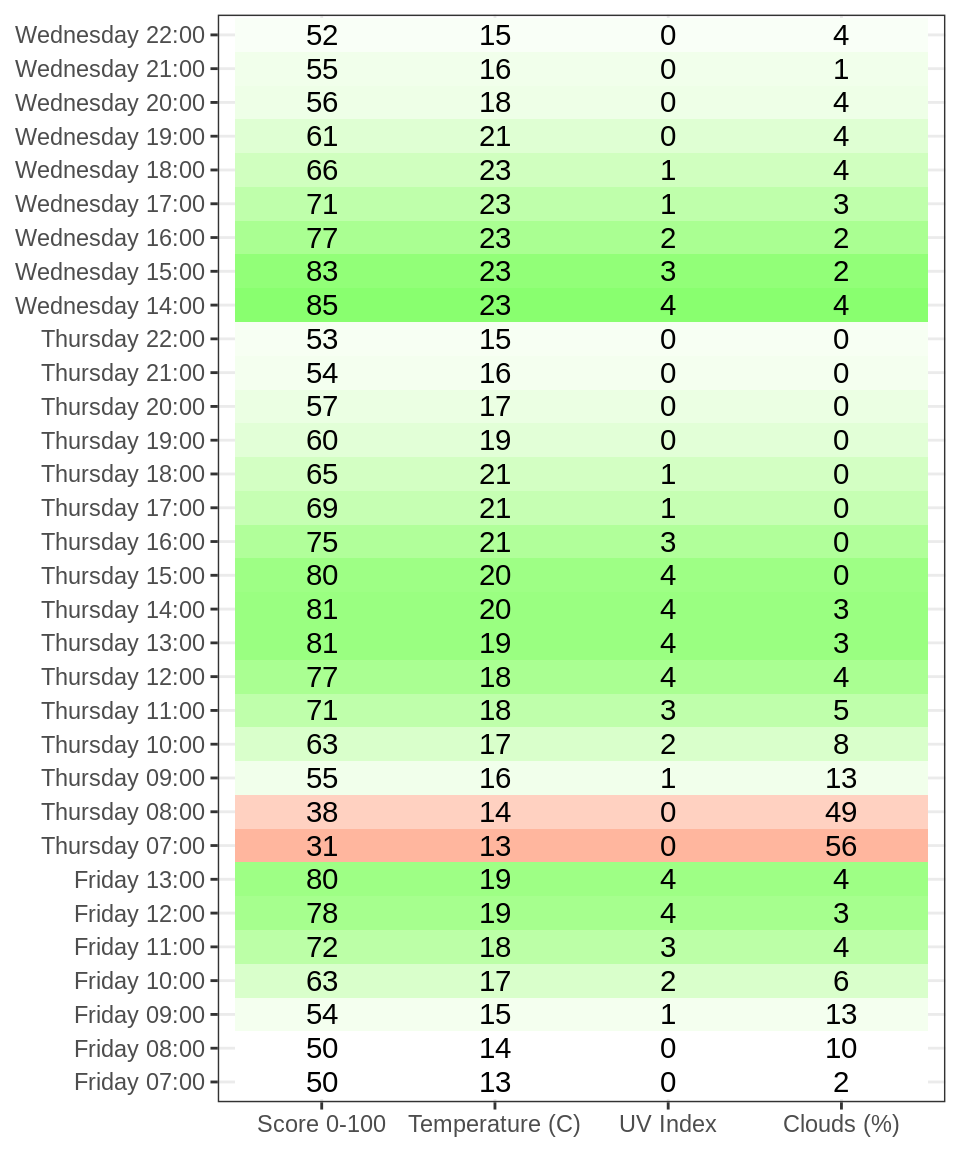 Wednesday 22:00 52 15 0 4
Wednesday 21:00 55 16 0 1
Wednesday 20:00 56 18 0 4
Wednesday 19:00 61 21 0 4
Wednesday 18:00 66 23 1 4
Wednesday 17:00 71 23 1 3
Wednesday 16:00 77 23 2 2
Wednesday 15:00 83 23 3 2
Wednesday 14:00 85 23 4 4
Thursday 22:00 53 15 0 0
Thursday 21:00 54 16 0 0
Thursday 20:00 57 17 0 0
Thursday 19:00 60 19 0 0
Thursday 18:00 65 21 1 0
Thursday 17:00 69 21 1 0
Thursday 16:00 75 21 3 0
Thursday 15:00 80 20 4 0
Thursday 14:00 81 20 4 3
Thursday 13:00 81 19 4 3
Thursday 12:00 77 18 4 4
Thursday 11:00 71 18 3 5
Thursday 10:00 63 17 2 8
Thursday 09:00 55 16 1 13
Thursday 08:00 38 14 0 49
Thursday 07:00 31 13 0 56
Friday 13:00 80 19 4 4
Friday 12:00 78 19 4 3
Friday 11:00 72 18 3 4
Friday 10:00 63 17 2 6
Friday 09:00 54 15 1 13
Friday 08:00 50 14 0 10
Friday 07:00 50 13 0 2
Score 0-100 Temperature (C) UV Index Clouds (%)